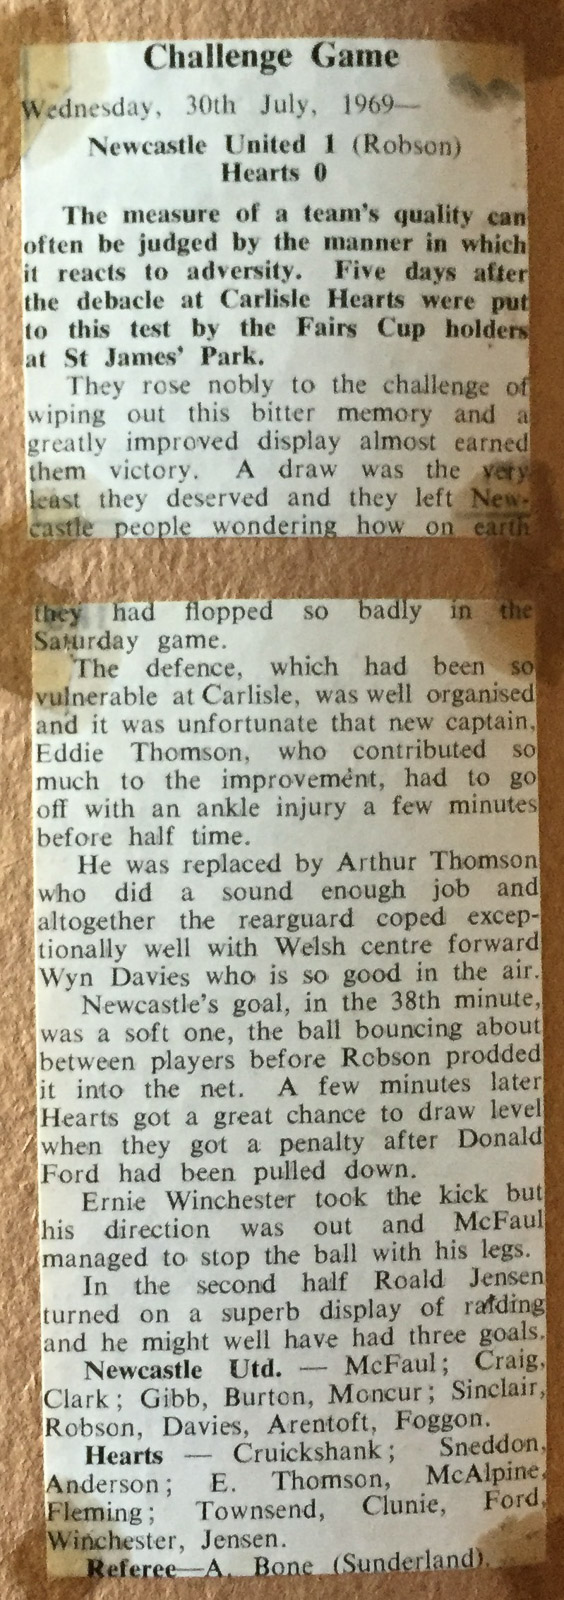 Challenge Game
Wednesday, 30th July, 1969—
Newcastle United 1 (Robson)
Hearts 0
The measure of a team's quality can
often be judged by the manner in which
it reacts to adversity. Five days after
the debacle at Carlisle Hearts were put
to this test by the Fairs Cup holders
at St James' Park.
They rose nobly to the challenge of
wiping out this bitter memory and a
greatly improved display almost earned
them victory. A draw was the very
least they deserved and they left New-
castle people wondering how on earth
they had flopped so badly in the
Saturday game.
The defence, which had been so
vulnerable at Carlisle, was well organised
and it was unfortunate that new captain,
Eddie Thomson, who contributed so
much to the improvement, had to go
off with an ankle injury a few minutes
before half time.
He was replaced by Arthur Thomson
who did a sound enough job and
altogether the rearguard coped excep-
tionally well with Welsh centre forward
Wyn Davies who is so good in the air.
Newcastle's goal, in the 38th minute,
was a soft one, the ball bouncing about
between players before Robson prodded
it into the net. A few minutes later
Hearts got a great chance to draw level
when they got a penalty after Donald
Ford had been pulled down.
Ernie Winchester took the kick but
his direction was out and McFaul
managed to stop the ball with his legs.
In the second half Roald Jensen
turned on a superb display of raiding
and he might well have had three goals.
Newcastle Utd. — McFaul; Craig,
Clark; Gibb, Burton, Moncur; Sinclair,
Robson, Davies, Arentoft, Foggon.
Hearts — Cruickshank; Sneddon,
Anderson; E. Thomson, McAlpine,
Fleming; Townsend, Clunie, Ford,
Winchester, Jensen.
Referee—A. Bone (Sunderland).